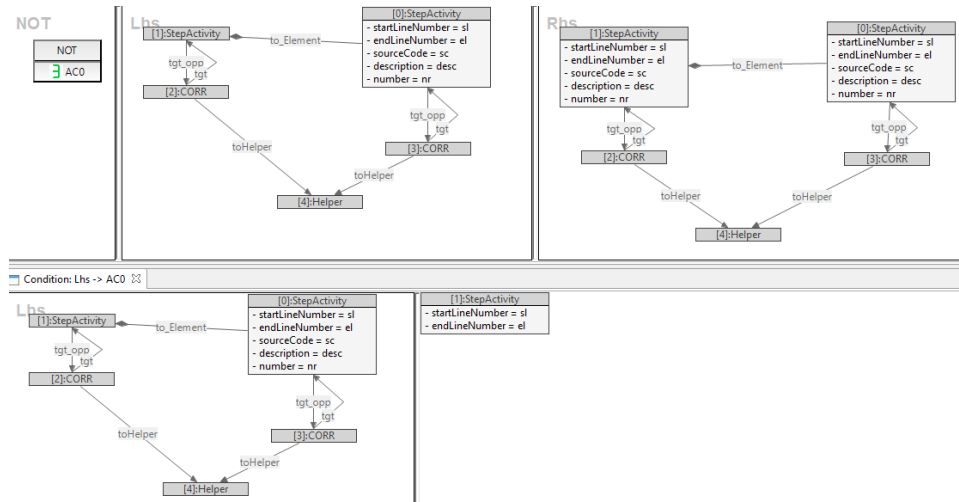 NOT
NOT
∃ AC0
Lhs
[1]:StepActivity
to_Element
[0]:StepActivity
- startLineNumber = sl
- endLineNumber = el
- sourceCode = sc
- description = desc
- number = nr
tgt_opp
tgt
[2]:CORR
tgt_opp
tgt
[3]:CORR
toHelper
toHelper
[4]:Helper
Rhs
[1]:StepActivity
- startLineNumber = sl
- endLineNumber = el
- sourceCode = sc
- description = desc
- number = nr
to_Element
[0]:StepActivity
- startLineNumber = sl
- endLineNumber = el
- sourceCode = sc
- description = desc
- number = nr
tgt_opp
tgt
[2]:CORR
tgt_opp
tgt
[3]:CORR
toHelper
toHelper
[4]:Helper
Condition: Lhs -> AC0
Lhs
[1]:StepActivity
to_Element
[0]:StepActivity
- startLineNumber = sl
- endLineNumber = el
- sourceCode = sc
- description = desc
- number = nr
tgt_opp
tgt
[2]:CORR
tgt_opp
tgt
[3]:CORR
toHelper
toHelper
[4]:Helper
[1]:StepActivity
- startLineNumber = sl
- endLineNumber = el